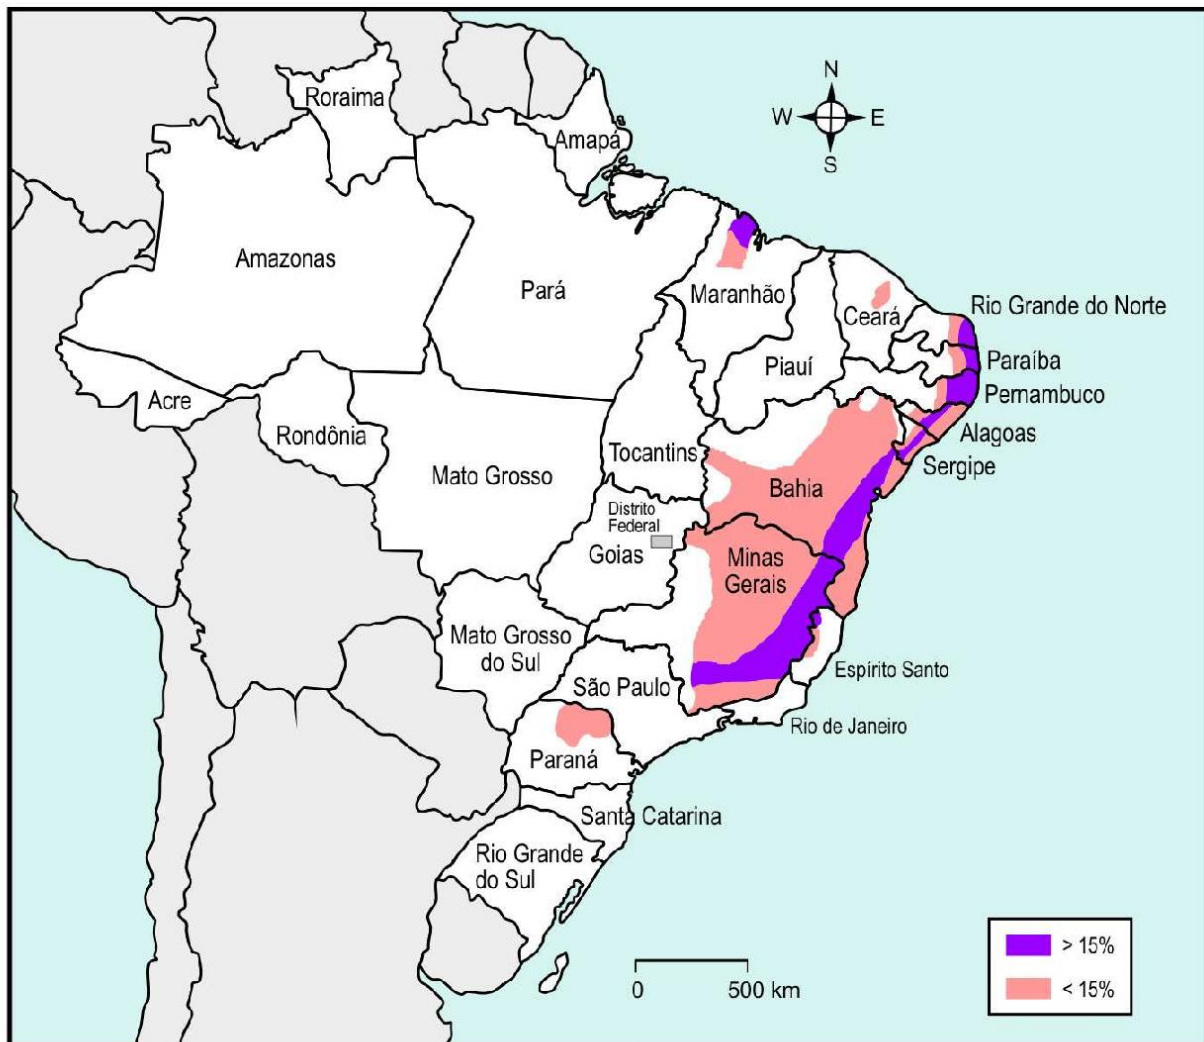 N
W E
S
Roraima
Amapá
Amazonas
Pará
Maranhão
Ceará
Rio Grande do Norte
Piauí
Paraíba
Pernambuco
Acre
Rondônia
Tocantins
Alagoas
Sergipe
Mato Grosso
Bahia
Distrito
Federal
Goias
Minas
Gerais
Mato Grosso
do Sul
São Paulo
Espírito Santo
Rio de Janeiro
Paraná
Santa Catarina
Rio Grande
do Sul
> 15%
< 15%
0 500 km